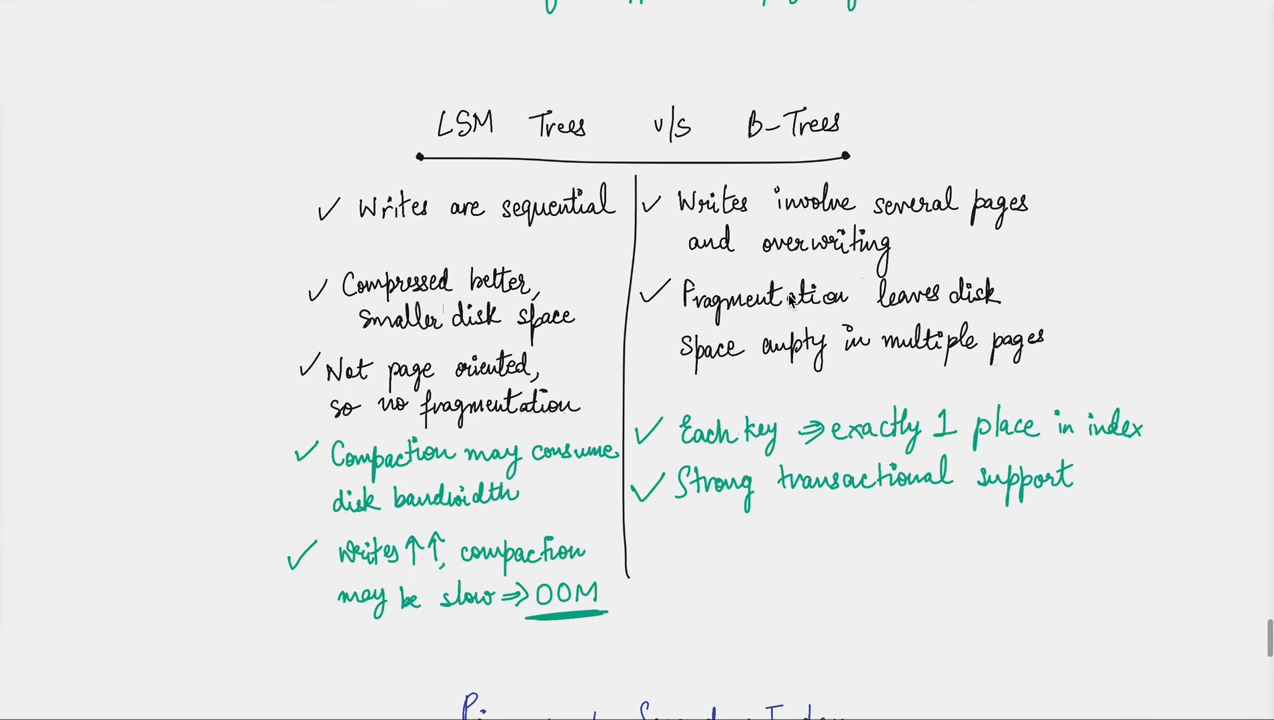 LSM Trees v/s B-Trees
✓ Writes are sequential
✓ Compressed better,
smaller disk space
✓ Not page oriented,
so no fragmentation
✓ Compaction may consume
disk bandwidth
✓ Writes ↑↑, compaction
may be slow ⇒ OOM
✓ Writes involve several pages
and overwriting
✓ Fragmentation leaves disk
space empty in multiple pages
✓ Each key ⇒ exactly 1 place in index
✓ Strong transactional support